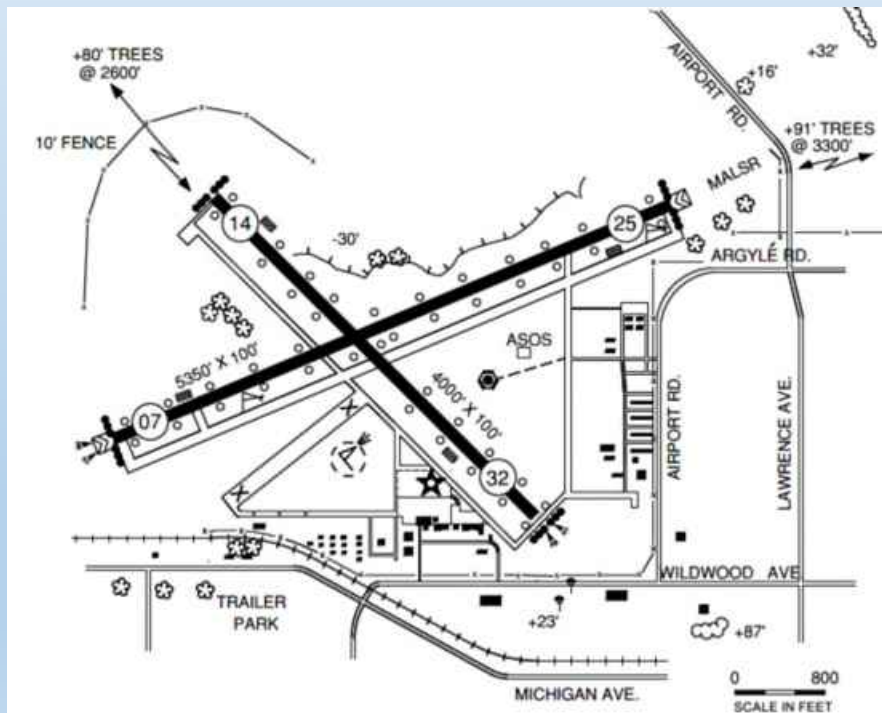 +80' TREES
@ 2600'
10' FENCE
AIRPORT RD.
+16'
+32'
+91' TREES
@ 3300'
MALSR
14
25
-30'
ARGYLE RD.
ASOS
5350' X 100'
4000' X 100'
07
32
AIRPORT RD.
LAWRENCE AVE.
WILDWOOD AVE
TRAILER
PARK
+23'
+87'
MICHIGAN AVE.
0 800
SCALE IN FEET